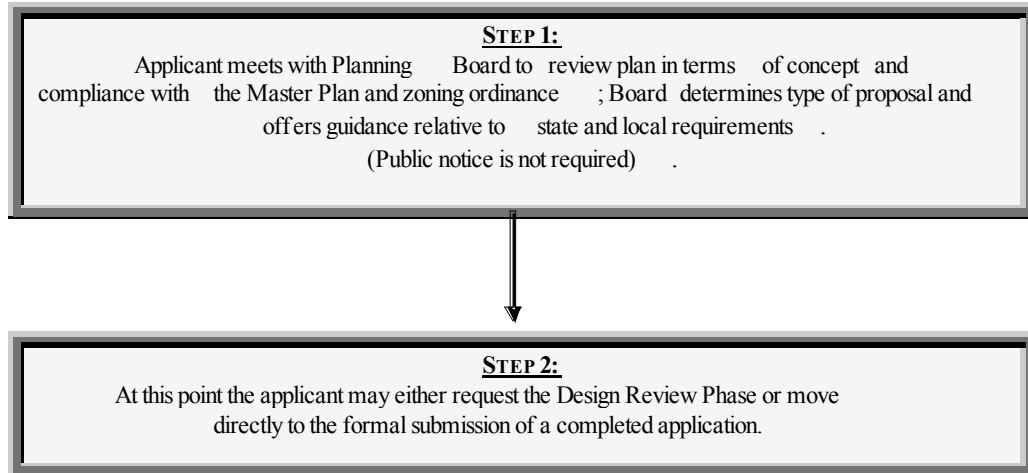 STEP 1:
Applicant meets with Planning Board to review plan in terms of concept and
compliance with the Master Plan and zoning ordinance ; Board determines type of proposal and
offers guidance relative to state and local requirements .
(Public notice is not required) .
STEP 2:
At this point the applicant may either request the Design Review Phase or move
directly to the formal submission of a completed application.